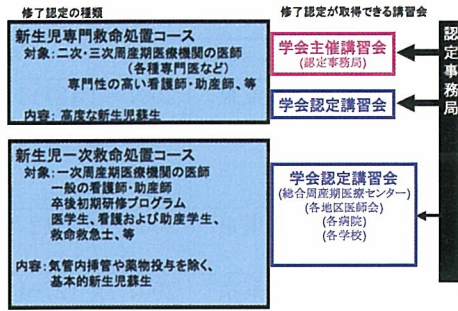 修了認定の種類
修了認定が取得できる講習会
新生児専門救命処置コース
対象：二次・三次周産期医療機関の医師
（各種専門医など）
専門性の高い看護師・助産師、等
内容：高度な新生児蘇生
学会主催講習会
(認定事務局)
学会認定講習会
認定事務局
新生児一次救命処置コース
対象：一次周産期医療機関の医師
一般の看護師・助産師
卒後初期研修プログラム
医学生、看護および助産学生、
救命救急士、等
内容：気管内挿管や薬物投与を除く、
基本的新生児蘇生
学会認定講習会
(総合周産期医療センター)
(各地区医師会)
(各病院)
(各学校)